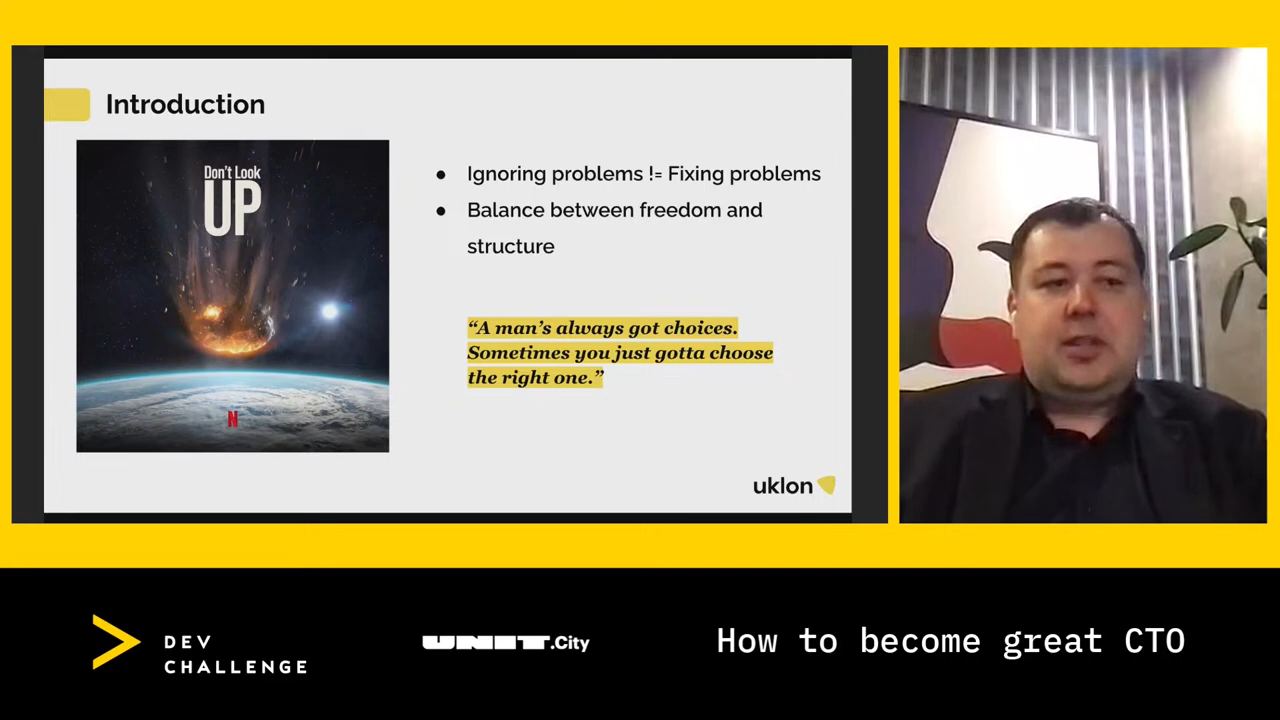 Introduction
Don't Look
UP
N
● Ignoring problems != Fixing problems
● Balance between freedom and
structure
“A man’s always got choices.
Sometimes you just gotta choose
the right one.”
uklon
DEV
CHALLENGE
UNIT.City
How to become great CTO